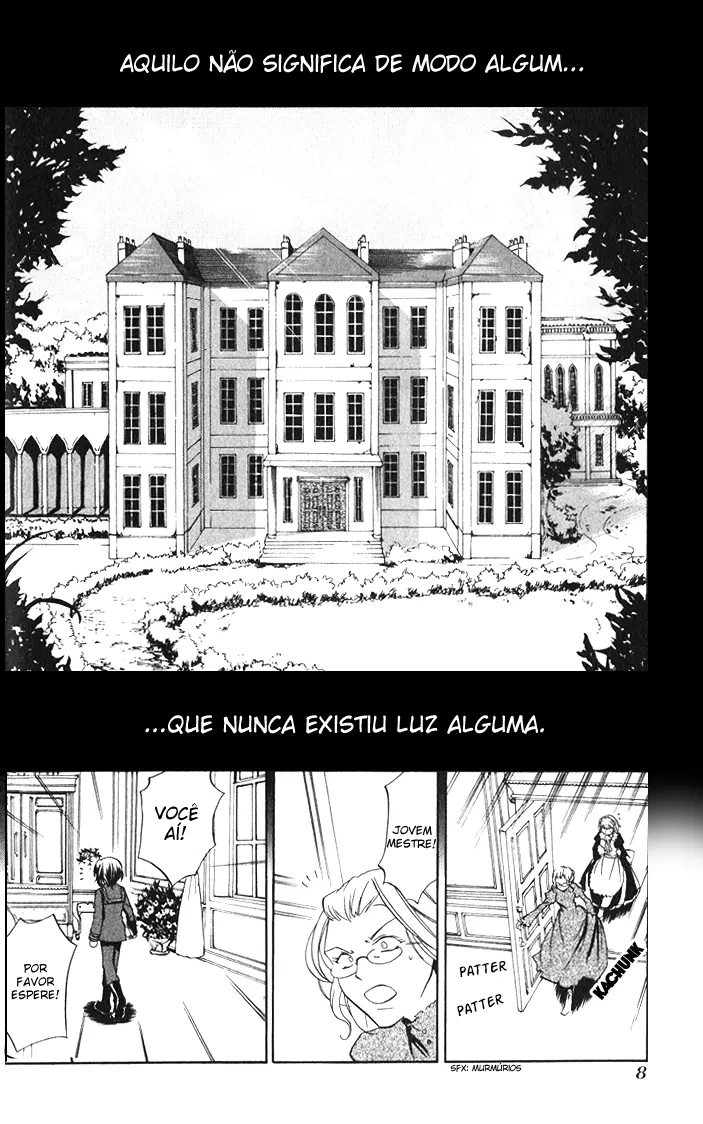 AQUILO NÃO SIGNIFICA DE MODO ALGUM...
...QUE NUNCA EXISTIU LUZ ALGUMA.
PATTER
PATTER
KACHUNK
SFX: MURMÚRIOS
JOVEM
MESTRE!
VOCÊ
AÍ!
POR
FAVOR
ESPERE!
8